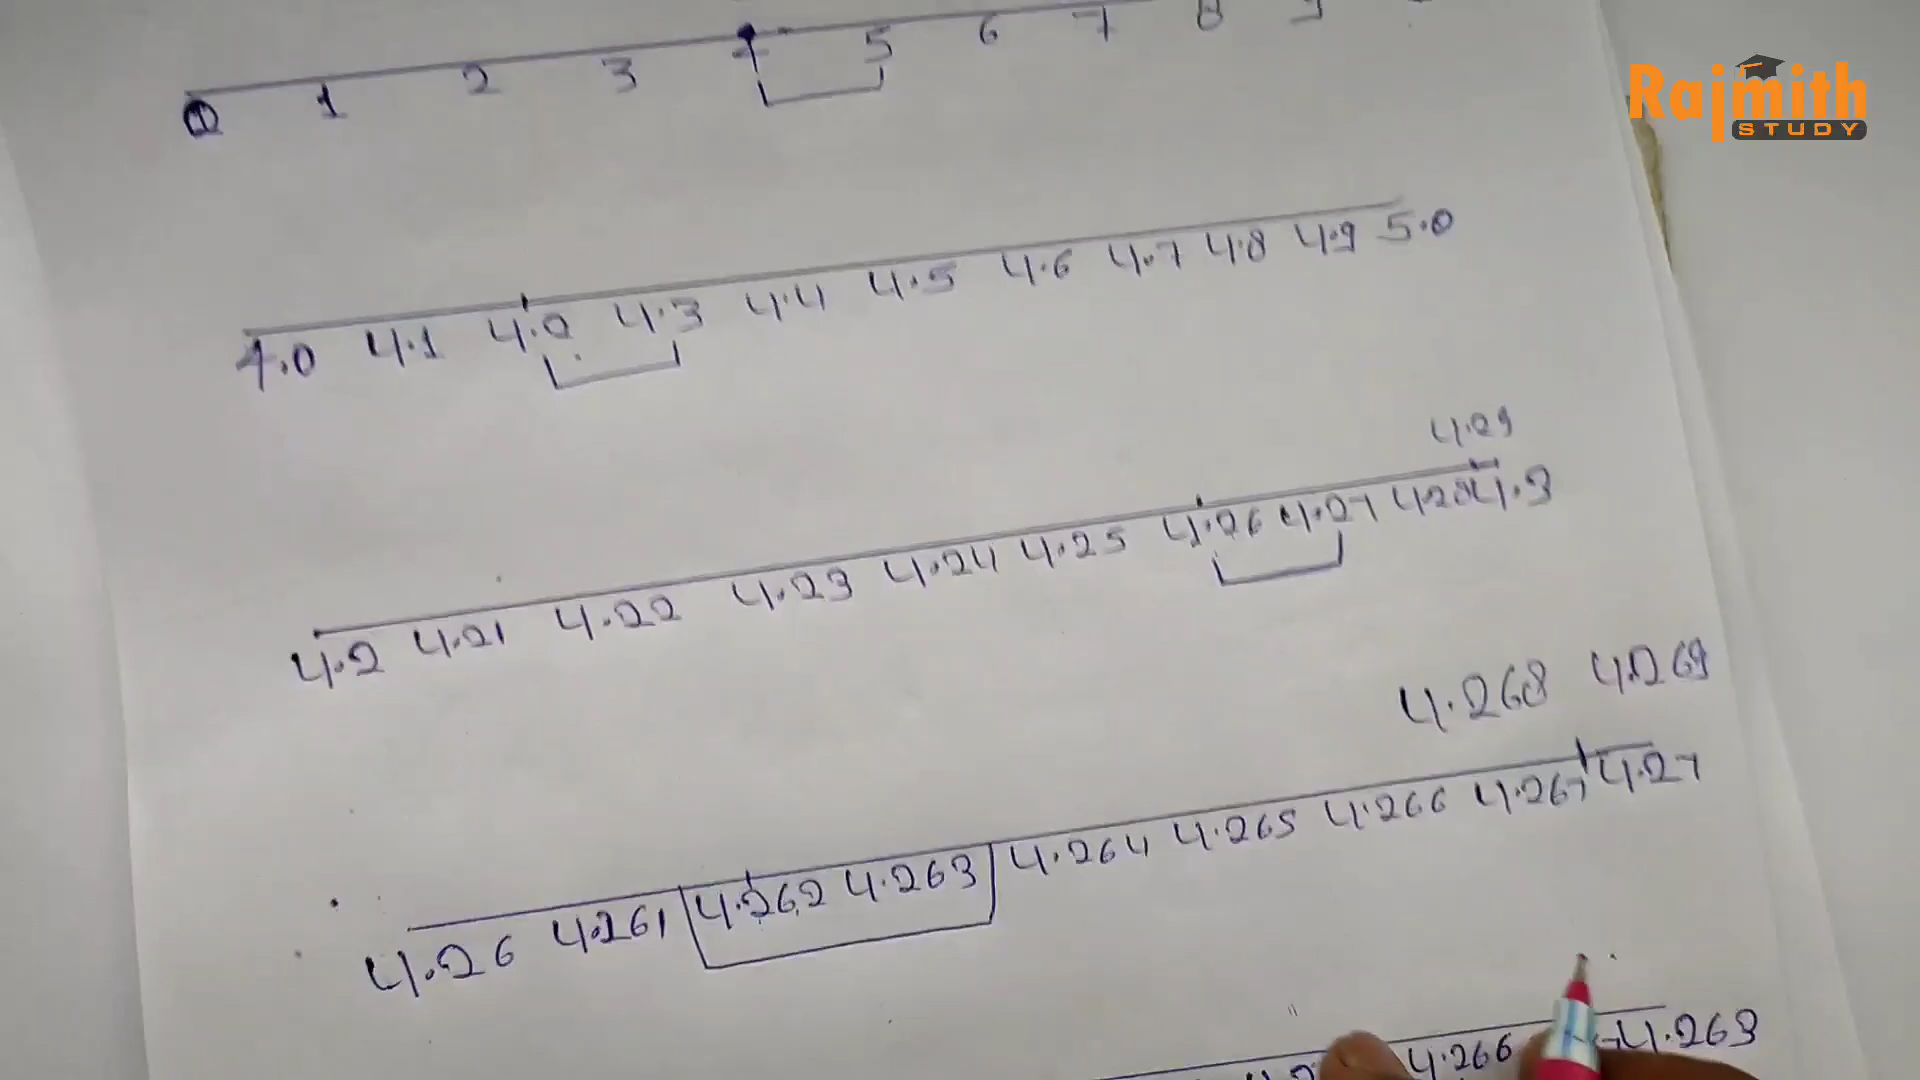 0 1 2 3 4 5 6 7 8 9
Rajmith
STUDY
4.0 4.1 4.2 4.3 4.4 4.5 4.6 4.7 4.8 4.9 5.0
4.29
4.2 4.21 4.22 4.23 4.24 4.25 4.26 4.27 4.28 4.3
4.268 4.269
4.26 4.261 4.262 4.263 4.264 4.265 4.266 4.267 4.27
4.266 4.263